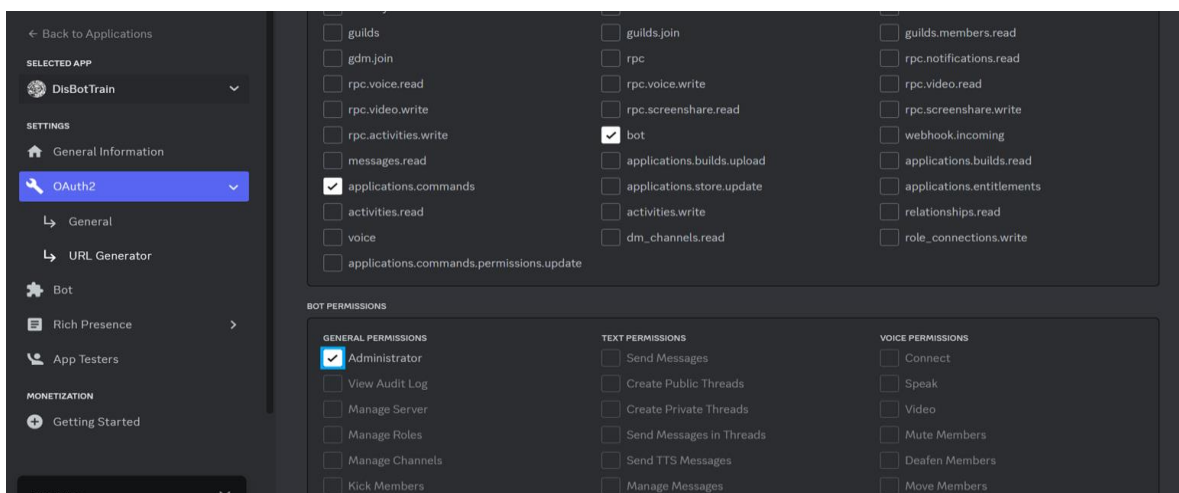 ← Back to Applications
SELECTED APP
DisBotTrain
SETTINGS
General Information
OAuth2
General
URL Generator
Bot
Rich Presence
App Testers
MONETIZATION
Getting Started
guilds guilds.join guilds.members.read
gdm.join rpc rpc.notifications.read
rpc.voice.read rpc.voice.write rpc.video.read
rpc.video.write rpc.screenshare.read rpc.screenshare.write
rpc.activities.write bot webhook.incoming
messages.read applications.builds.upload applications.builds.read
applications.commands applications.store.update applications.entitlements
activities.read activities.write relationships.read
voice dm_channels.read role_connections.write
applications.commands.permissions.update
BOT PERMISSIONS
GENERAL PERMISSIONS TEXT PERMISSIONS VOICE PERMISSIONS
Administrator Send Messages Connect
View Audit Log Create Public Threads Speak
Manage Server Create Private Threads Video
Manage Roles Send Messages in Threads Mute Members
Manage Channels Send TTS Messages Deafen Members
Kick Members Manage Messages Move Members